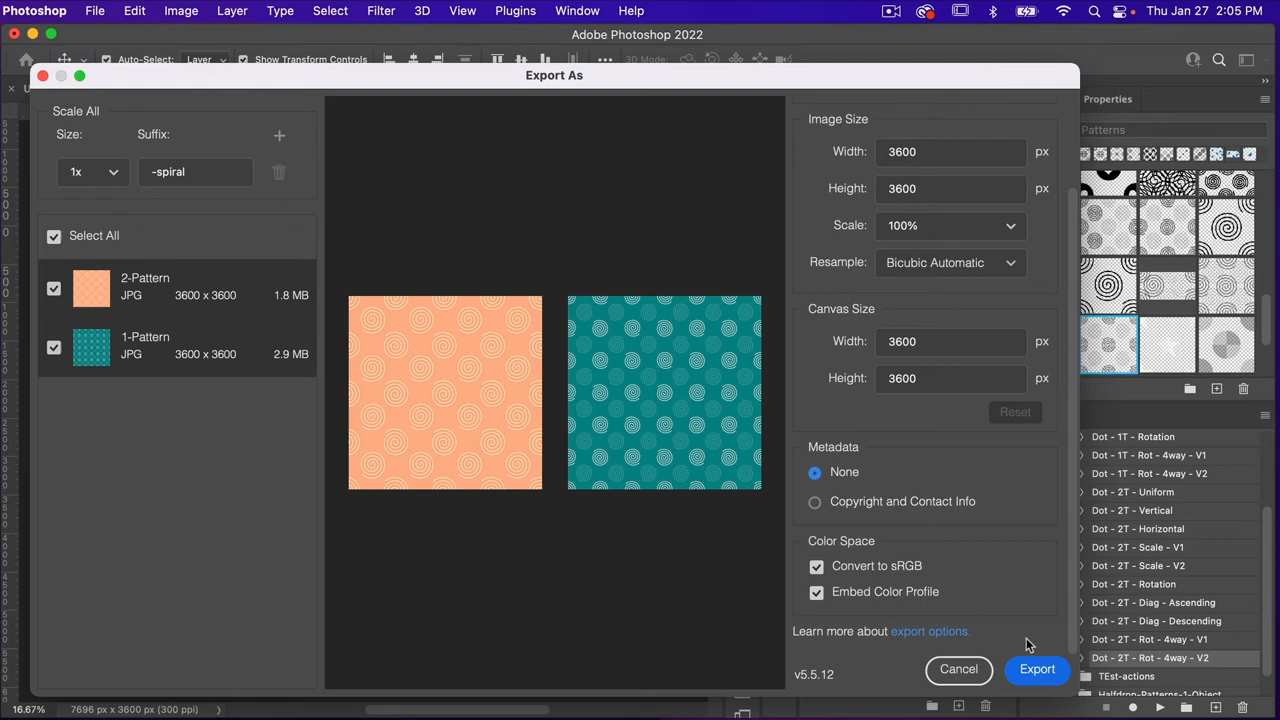 Photoshop File Edit Image Layer Type Select Filter 3D View Plugins Window Help Thu Jan 27 2:05 PM
Adobe Photoshop 2022
Auto-Select: Layer Show Transform Controls 3D Mode:
Export As
Scale All
Size: Suffix:
1x -spiral
Select All
2-Pattern
JPG 3600 x 3600 1.8 MB
1-Pattern
JPG 3600 x 3600 2.9 MB
Image Size
Width: 3600 px
Height: 3600 px
Scale: 100%
Resample: Bicubic Automatic
Canvas Size
Width: 3600 px
Height: 3600 px
Reset
Metadata
None
Copyright and Contact Info
Color Space
Convert to sRGB
Embed Color Profile
Learn more about export options.
v5.5.12 Cancel Export
Properties
Patterns
Dot - 1T - Rotation
Dot - 1T - Rot - 4way - V1
Dot - 1T - Rot - 4way - V2
Dot - 2T - Uniform
Dot - 2T - Vertical
Dot - 2T - Horizontal
Dot - 2T - Scale - V1
Dot - 2T - Scale - V2
Dot - 2T - Rotation
Dot - 2T - Diag - Ascending
Dot - 2T - Diag - Descending
Dot - 2T - Rot - 4way - V1
Dot - 2T - Rot - 4way - V2
TEst-actions
Halfdrop-Patterns-1-Object
16.67% 7696 px x 3600 px (300 ppi)